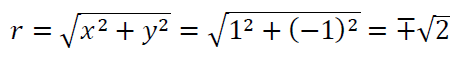 r = √(x² + y²) = √(1² + (−1)²) = ∓√2